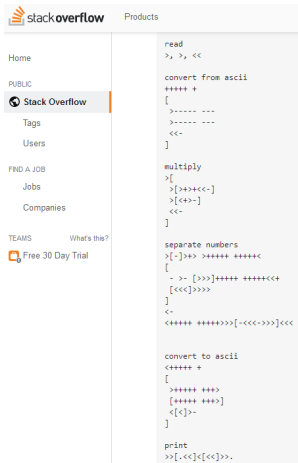 stackoverflow
Products
Home
PUBLIC
Stack Overflow
Tags
Users
FIND A JOB
Jobs
Companies
TEAMS
What's this?
Free 30 Day Trial
read
>, >, <<
convert from ascii
+++++ +
[
>----- ---
>----- ---
<<-
]
multiply
>[
>[>+>+<<-]
>[<+>-]
<<-
]
separate numbers
>[-]>+> >+++++ +++++<
[
- >- [>>>]+++++ +++++<<+
[<<<]>>>>
]
<-
<+++++ +++++>>>[-<<<->>>]<<<
convert to ascii
<+++++ +
[
>+++++ +++>
[+++++ +++>]
<[<]>-
]
print
>>[.<<]<[<<]>>.